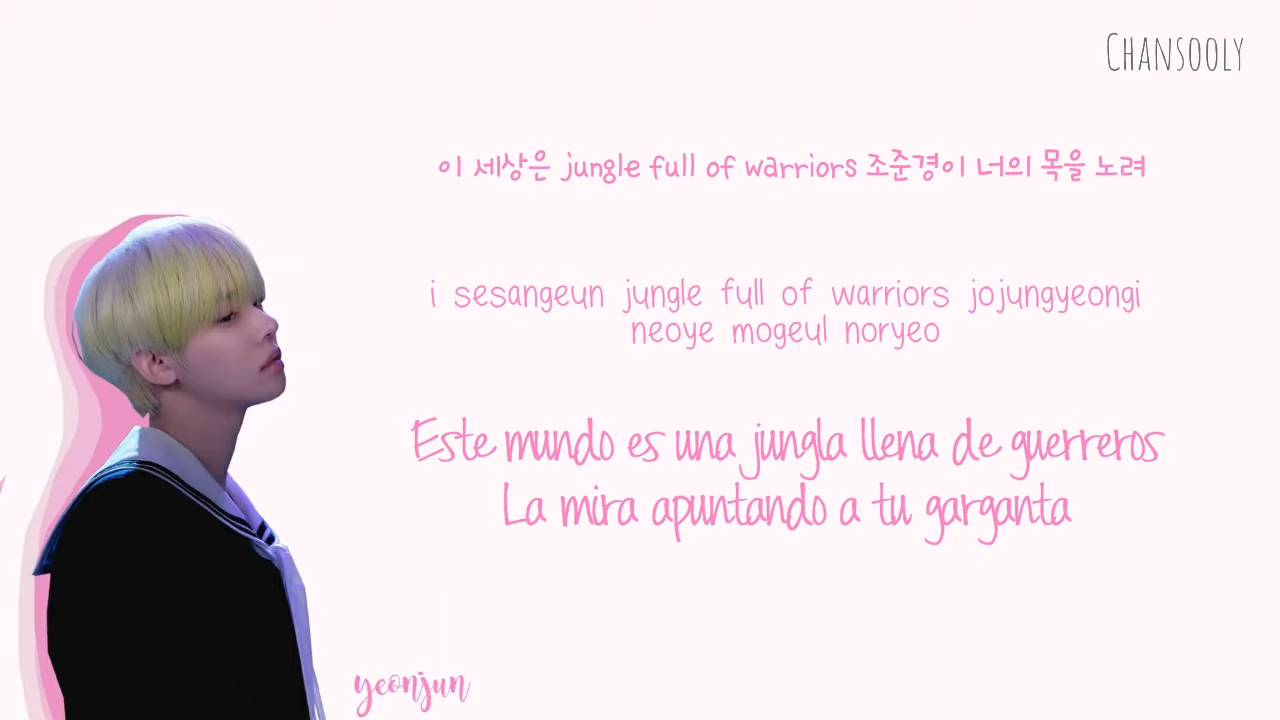 Chansooly
이 세상은 jungle full of warriors 조준경이 너의 목을 노려
i sesangeun jungle full of warriors jojungyeongi
neoye mogeul noryeo
Este mundo es una jungla llena de guerreros
La mira apuntando a tu garganta
yeonjun